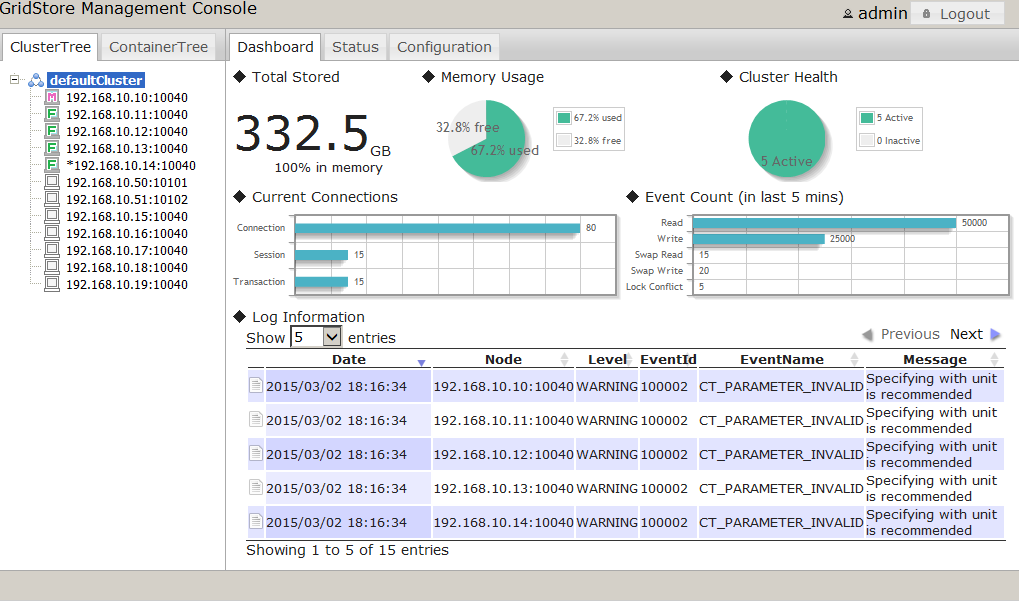 GridStore Management Console
admin Logout
ClusterTree ContainerTree Dashboard Status Configuration
defaultCluster
M 192.168.10.10:10040
F 192.168.10.11:10040
F 192.168.10.12:10040
F 192.168.10.13:10040
F *192.168.10.14:10040
192.168.10.50:10101
192.168.10.51:10102
192.168.10.15:10040
192.168.10.16:10040
192.168.10.17:10040
192.168.10.18:10040
192.168.10.19:10040
Total Stored
332.5 GB
100% in memory
Memory Usage
32.8% free
67.2% used
67.2% used
32.8% free
Cluster Health
5 Active
5 Active
0 Inactive
Current Connections
Connection 80
Session 15
Transaction 15
Event Count (in last 5 mins)
Read 50000
Write 25000
Swap Read 15
Swap Write 20
Lock Conflict 5
Log Information
Show 5 entries Previous Next
Date Node Level EventId EventName Message
2015/03/02 18:16:34 192.168.10.10:10040 WARNING 100002 CT_PARAMETER_INVALID Specifying with unit
is recommended
2015/03/02 18:16:34 192.168.10.11:10040 WARNING 100002 CT_PARAMETER_INVALID Specifying with unit
is recommended
2015/03/02 18:16:34 192.168.10.12:10040 WARNING 100002 CT_PARAMETER_INVALID Specifying with unit
is recommended
2015/03/02 18:16:34 192.168.10.13:10040 WARNING 100002 CT_PARAMETER_INVALID Specifying with unit
is recommended
2015/03/02 18:16:34 192.168.10.14:10040 WARNING 100002 CT_PARAMETER_INVALID Specifying with unit
is recommended
Showing 1 to 5 of 15 entries